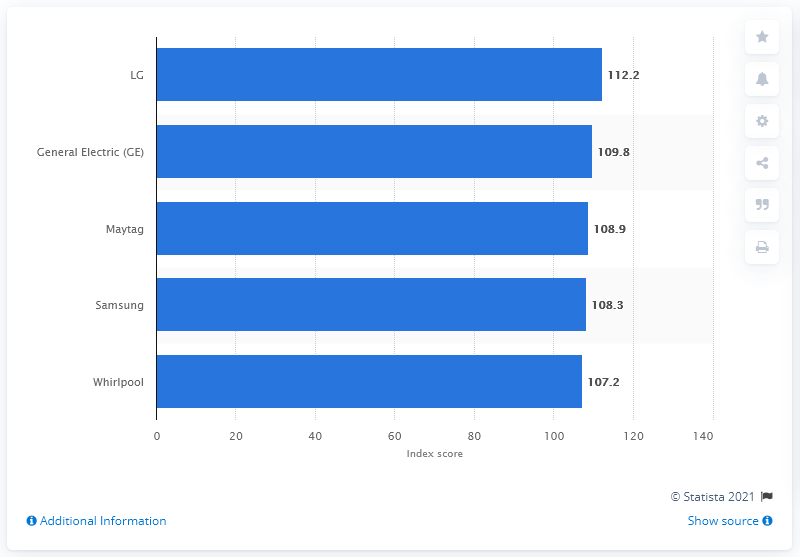 LG
112.2
General Electric (GE)
109.8
Maytag
108.9
Samsung
108.3
Whirlpool
107.2
0 20 40 60 80 100 120 140
Index score
© Statista 2021
Additional Information
Show source